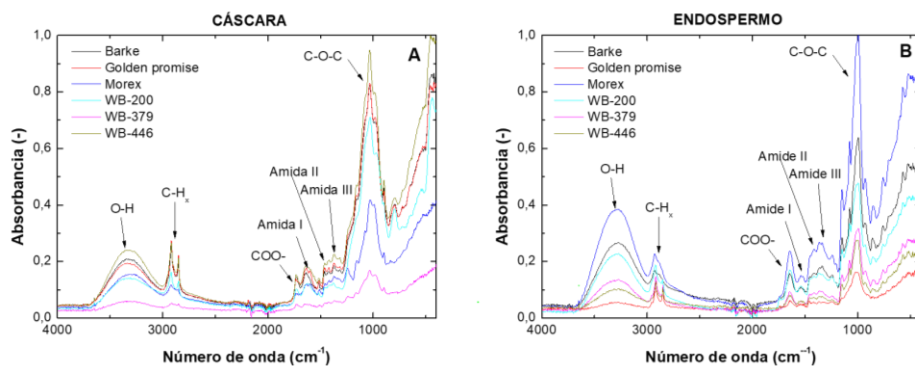 CÁSCARA
A
1,0
0,8
0,6
0,4
0,2
0,0
Absorbancia (-)
Barke
Golden promise
Morex
WB-200
WB-379
WB-446
C-O-C
O-H
C-Hx
Amida II
Amida III
Amida I
COO-
4000
3000
2000
1000
Número de onda (cm-1)
ENDOSPERMO
B
1,0
0,8
0,6
0,4
0,2
0,0
Absorbancia (-)
Barke
Golden promise
Morex
WB-200
WB-379
WB-446
C-O-C
O-H
C-Hx
Amide II
Amide III
Amide I
COO-
4000
3000
2000
1000
Número de onda (cm-1)